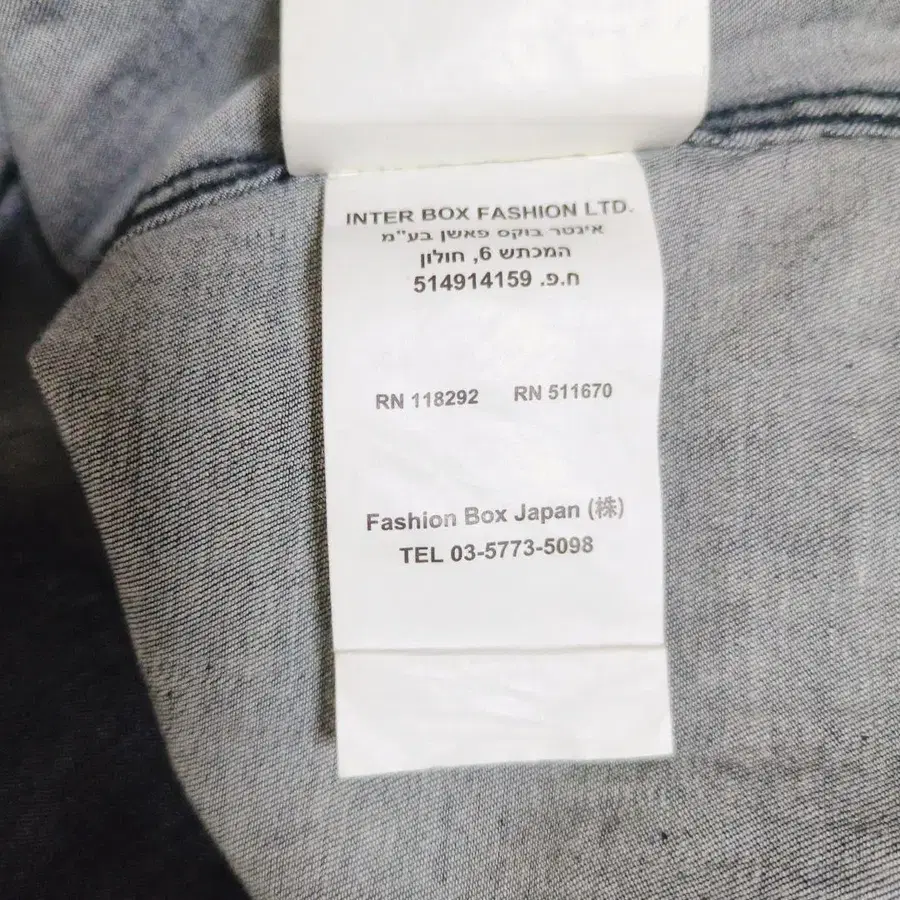 INTER BOX FASHION LTD.
אינטר בוקס פאשן בע"מ
המכתש 6, חולון
ח.פ. 514914159
RN 118292 RN 511670
Fashion Box Japan (株)
TEL 03-5773-5098